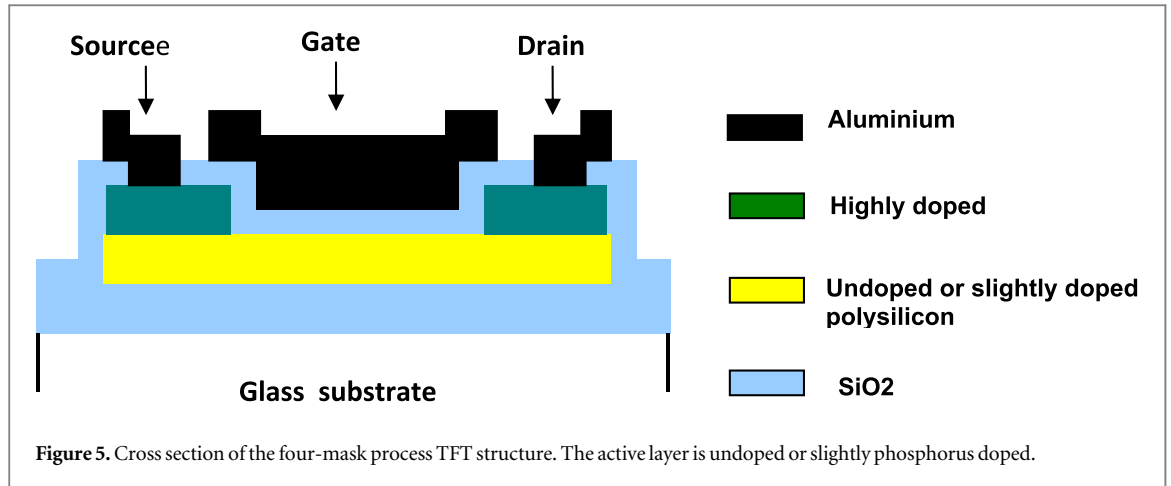 Sourcee
Gate
Drain
Aluminium
Highly doped
Undoped or slightly doped
polysilicon
SiO2
Glass substrate
Figure 5. Cross section of the four-mask process TFT structure. The active layer is undoped or slightly phosphorus doped.